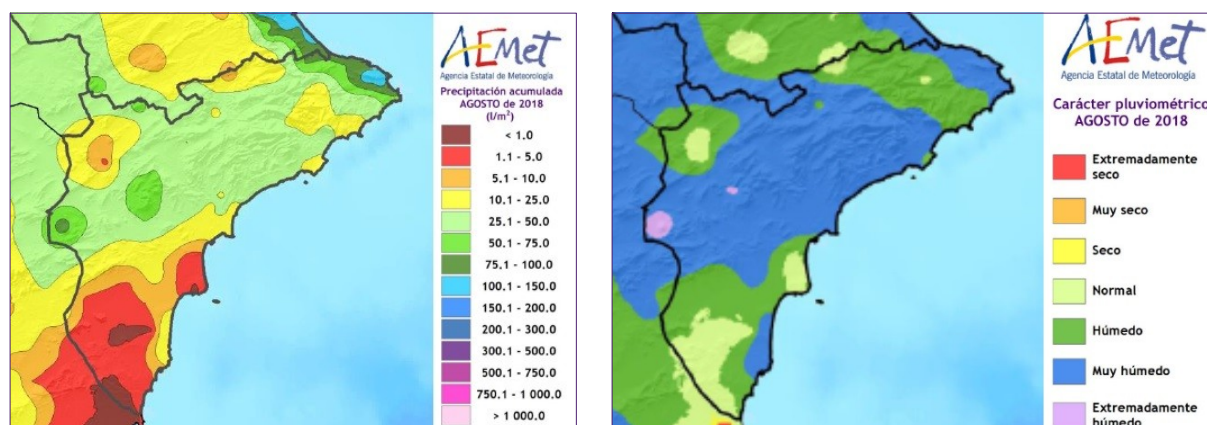 AEmet
Agencia Estatal de Meteorología
Precipitación acumulada
AGOSTO de 2018
(l/m²)
< 1.0
1.1 - 5.0
5.1 - 10.0
10.1 - 25.0
25.1 - 50.0
50.1 - 75.0
75.1 - 100.0
100.1 - 150.0
150.1 - 200.0
200.1 - 300.0
300.1 - 500.0
500.1 - 750.0
750.1 - 1 000.0
> 1 000.0
AEmet
Agencia Estatal de Meteorología
Carácter pluviométrico
AGOSTO de 2018
Extremadamente
seco
Muy seco
Seco
Normal
Húmedo
Muy húmedo
Extremadamente
húmedo